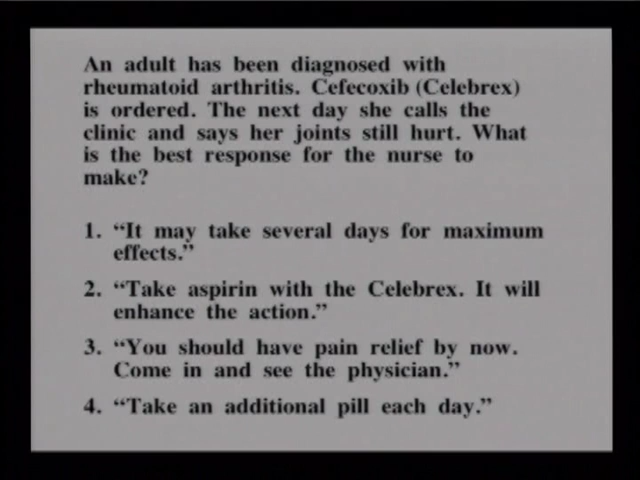 An adult has been diagnosed with
rheumatoid arthritis. Cefecoxib (Celebrex)
is ordered. The next day she calls the
clinic and says her joints still hurt. What
is the best response for the nurse to
make?
1. “It may take several days for maximum
effects.”
2. “Take aspirin with the Celebrex. It will
enhance the action.”
3. “You should have pain relief by now.
Come in and see the physician.”
4. “Take an additional pill each day.”